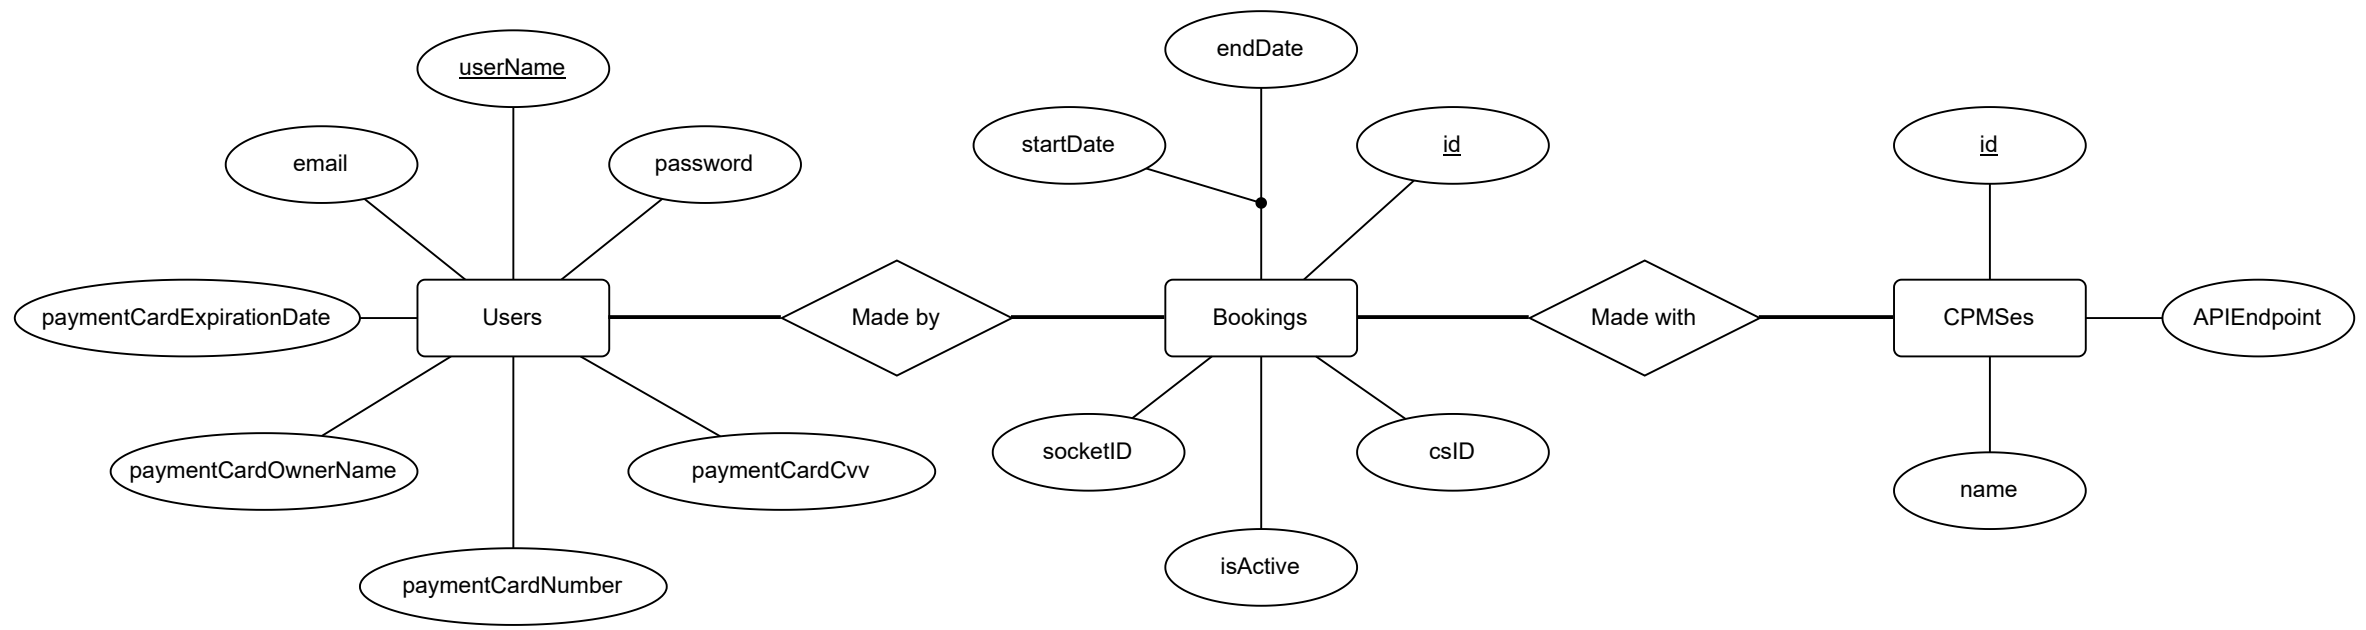 endDate
userName
startDate
id
id
email
password
paymentCardExpirationDate
Users
Made by
Bookings
Made with
CPMSes
APIEndpoint
socketID
csID
paymentCardOwnerName
paymentCardCvv
name
isActive
paymentCardNumber